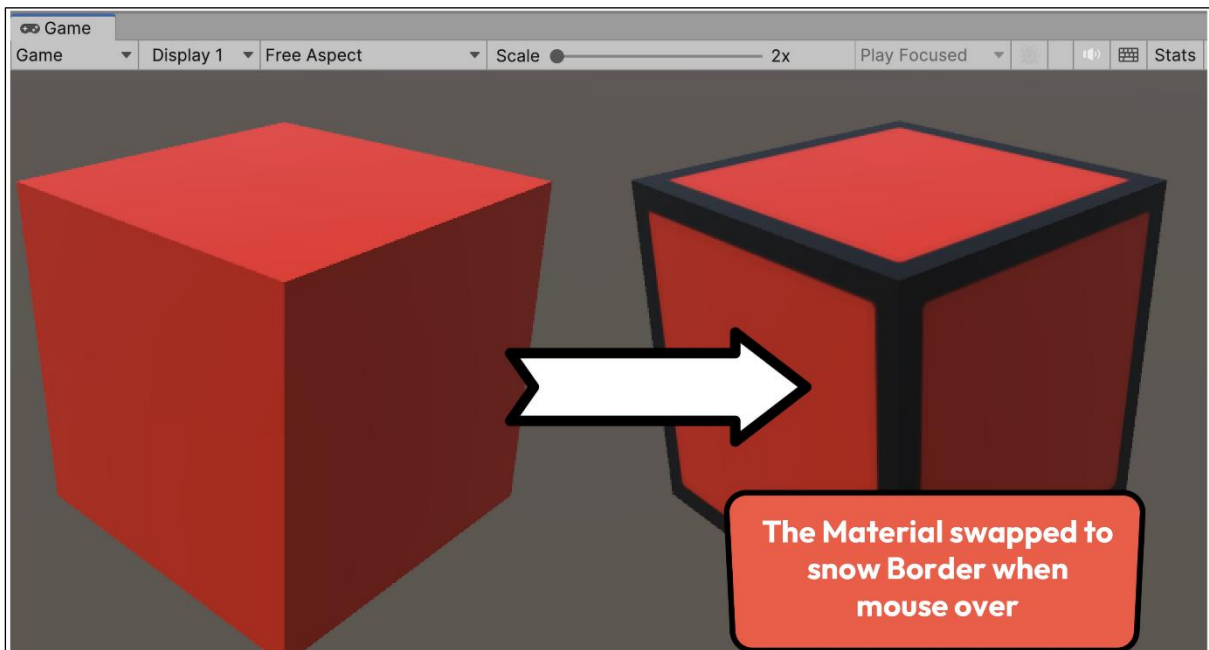 Game
Game Display 1 Free Aspect Scale 2x Play Focused Stats
The Material swapped to
snow Border when
mouse over